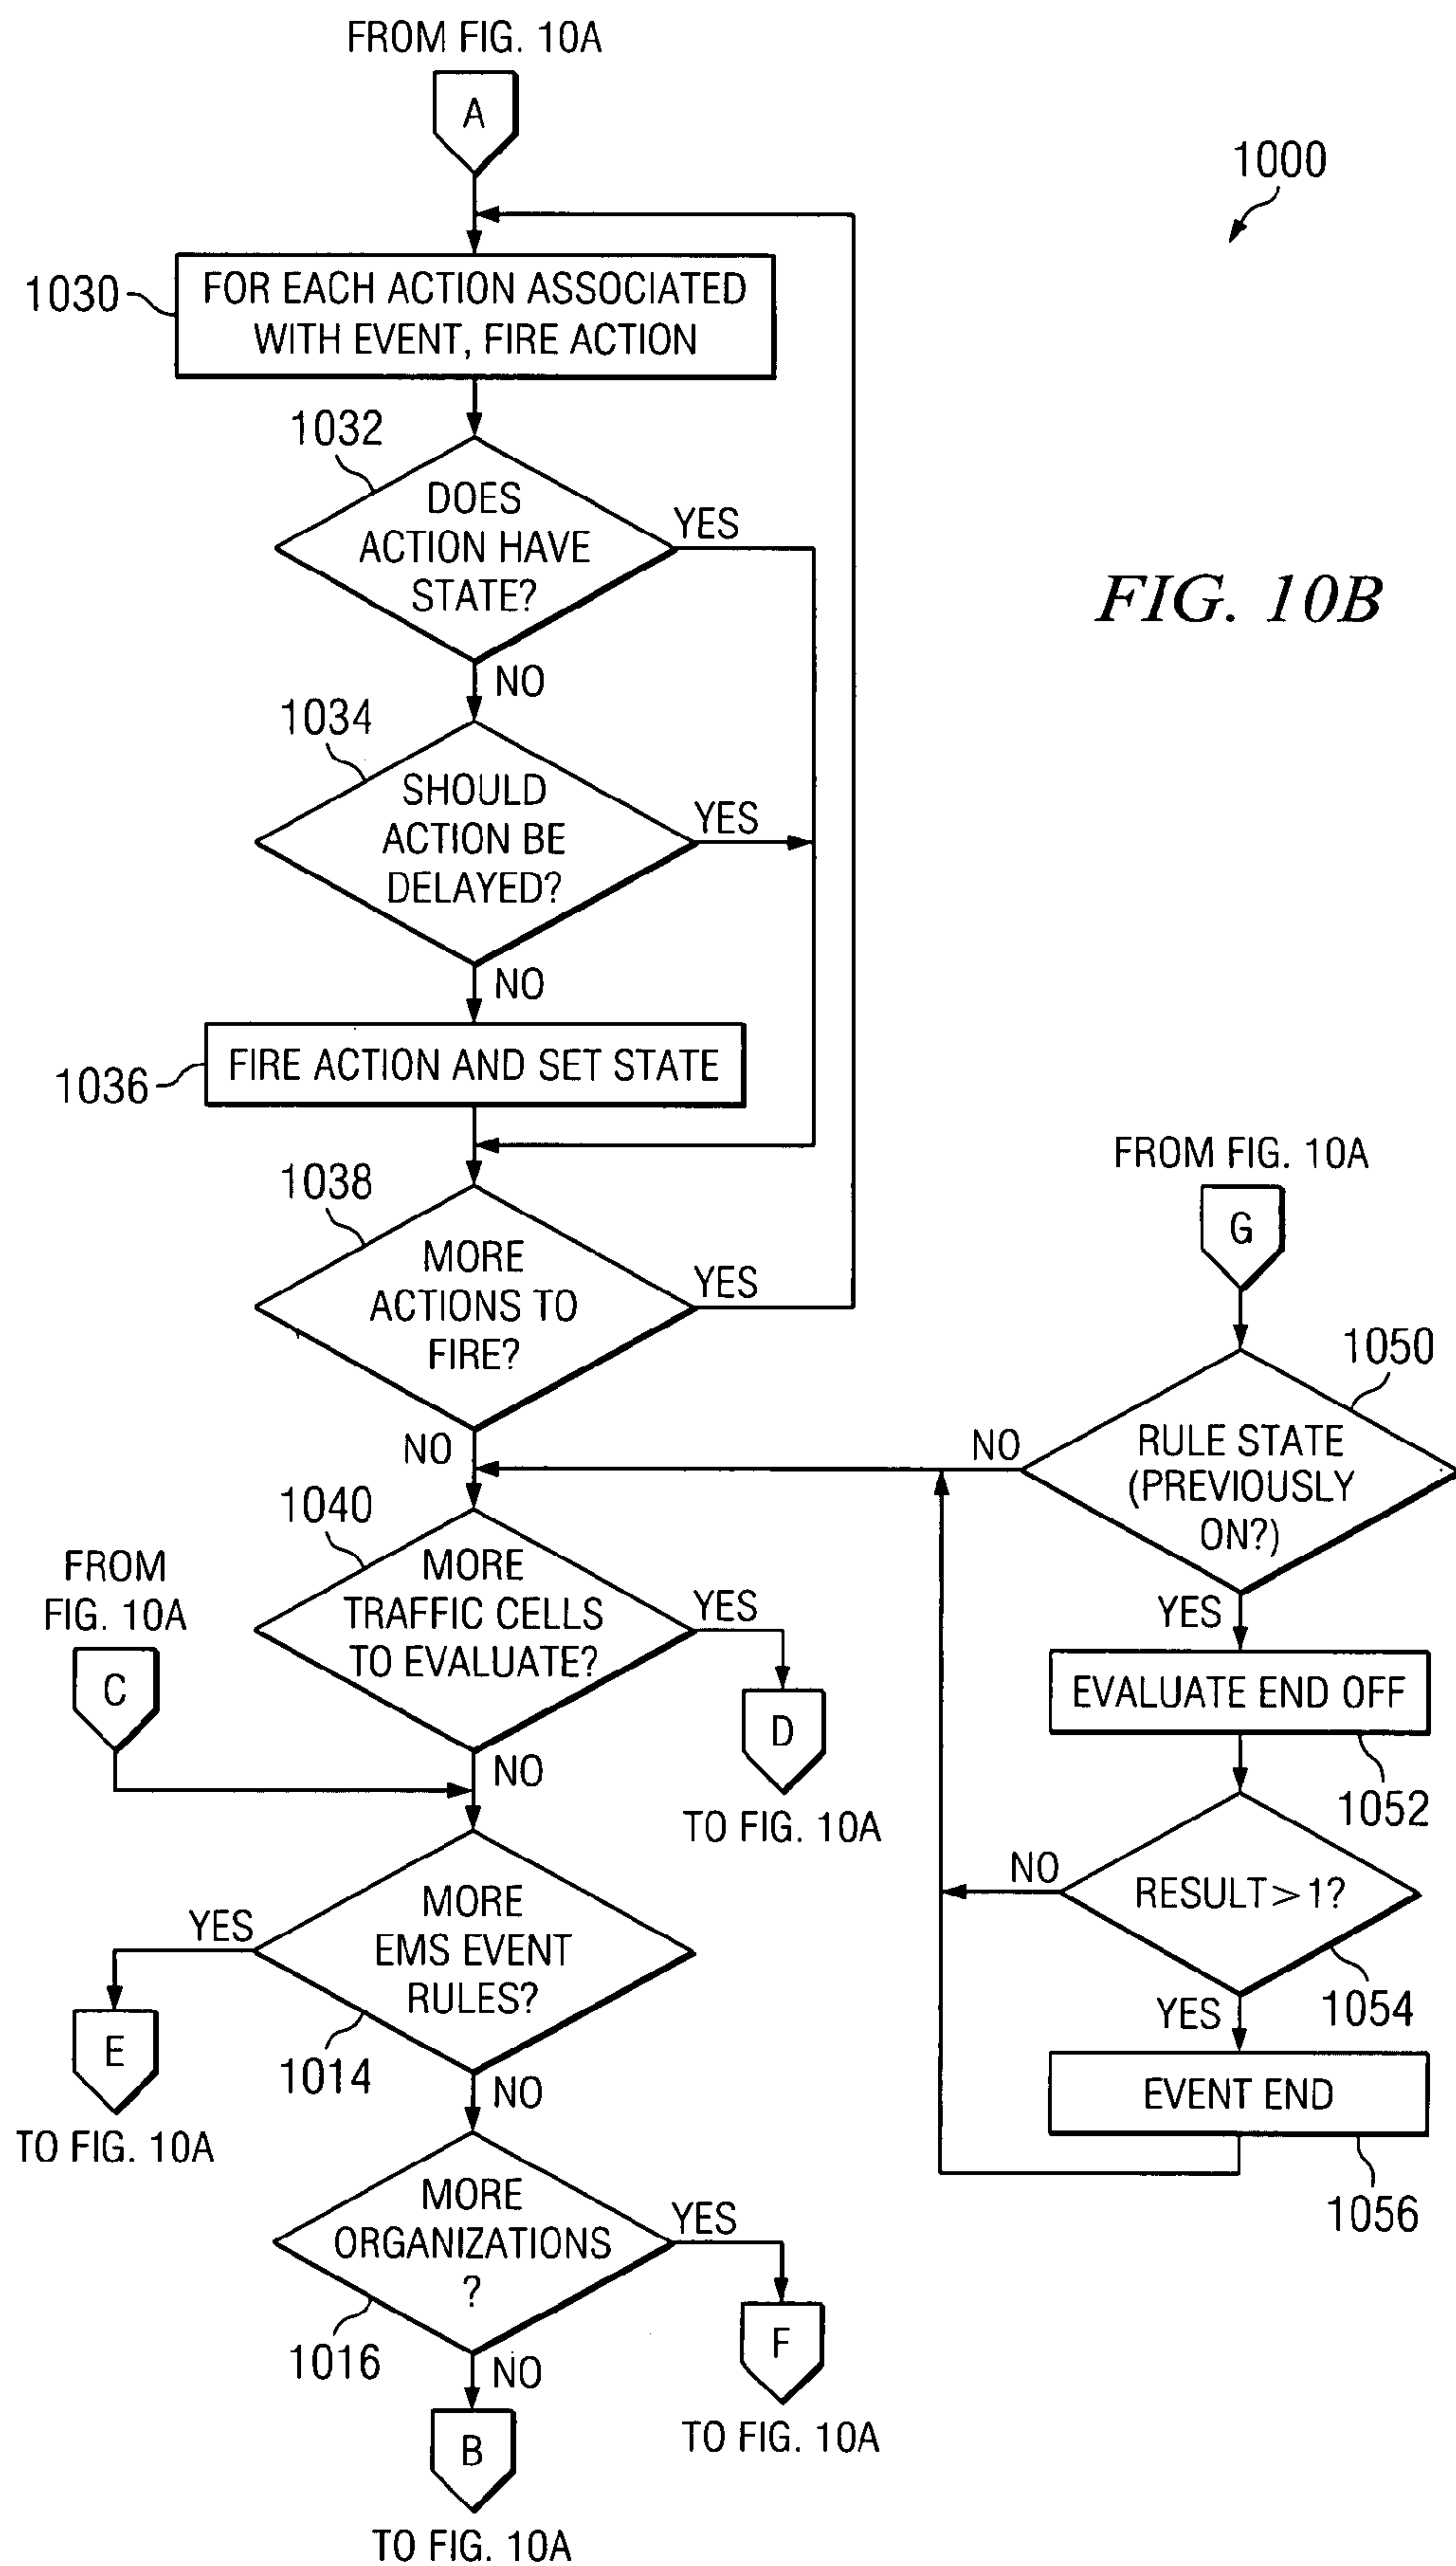 FROM FIG. 10A
A
1000
1030
FOR EACH ACTION ASSOCIATED
WITH EVENT, FIRE ACTION
1032
DOES
ACTION HAVE
STATE?
YES
NO
FIG. 10B
1034
SHOULD
ACTION BE
DELAYED?
YES
NO
1036
FIRE ACTION AND SET STATE
1038
MORE
ACTIONS TO
FIRE?
YES
NO
FROM FIG. 10A
G
1050
RULE STATE
(PREVIOUSLY
ON?)
NO
YES
EVALUATE END OFF
1052
RESULT > 1?
NO
1054
YES
EVENT END
1056
1040
MORE
TRAFFIC CELLS
TO EVALUATE?
YES
D
TO FIG. 10A
NO
FROM
FIG. 10A
C
MORE
EMS EVENT
RULES?
YES
E
TO FIG. 10A
1014
NO
MORE
ORGANIZATIONS
?
YES
F
TO FIG. 10A
1016
NO
B
TO FIG. 10A